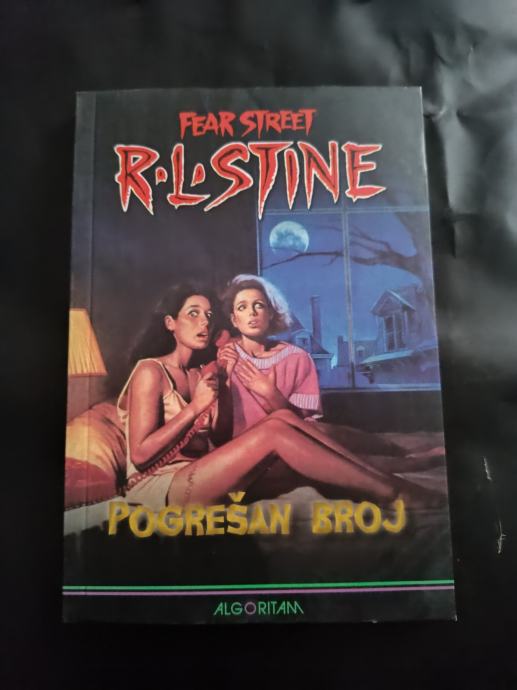 FEAR STREET
R.L.STINE
POGREŠAN BROJ
ALGORITAM